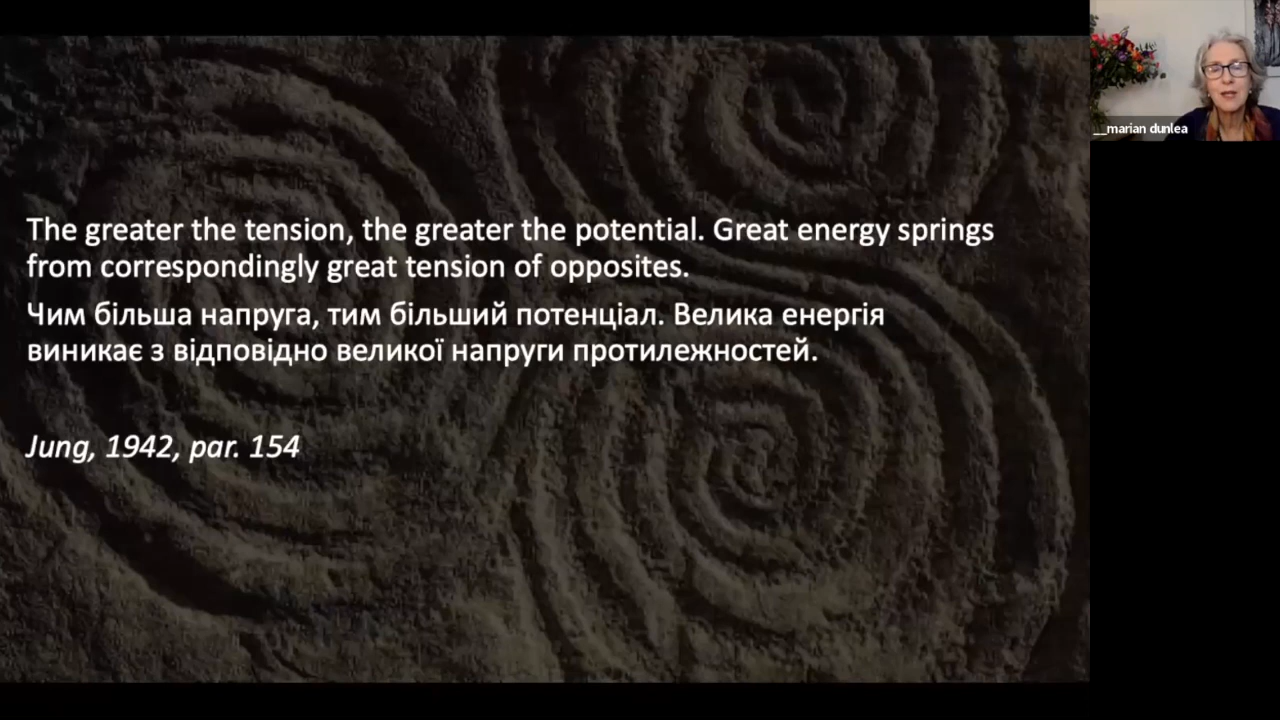 The greater the tension, the greater the potential. Great energy springs
from correspondingly great tension of opposites.
Чим більша напруга, тим більший потенціал. Велика енергія
виникає з відповідно великої напруги протилежностей.
Jung, 1942, par. 154
__marian dunlea